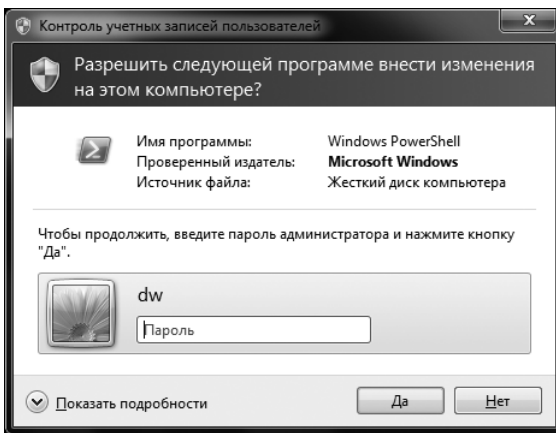 Контроль учетных записей пользователей
Разрешить следующей программе внести изменения
на этом компьютере?
Имя программы: Windows PowerShell
Проверенный издатель: Microsoft Windows
Источник файла: Жесткий диск компьютера
Чтобы продолжить, введите пароль администратора и нажмите кнопку
"Да".
dw
Пароль
Показать подробности
Да
Нет